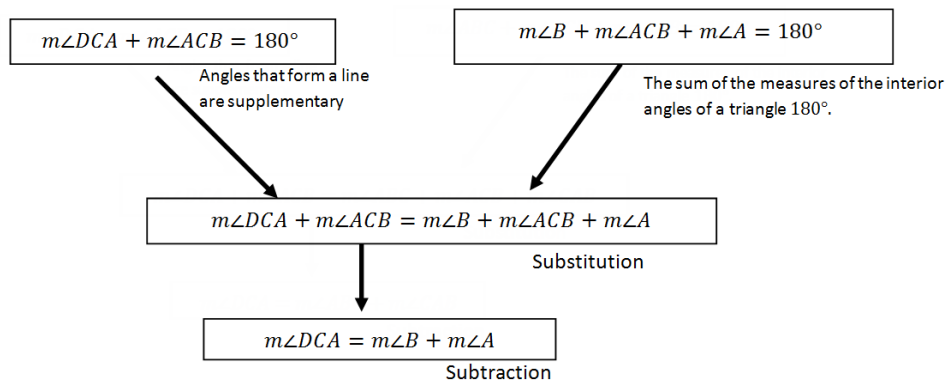 m∠DCA + m∠ACB = 180°
Angles that form a line
are supplementary
m∠B + m∠ACB + m∠A = 180°
The sum of the measures of the interior
angles of a triangle 180°.
m∠DCA + m∠ACB = m∠B + m∠ACB + m∠A
Substitution
m∠DCA = m∠B + m∠A
Subtraction